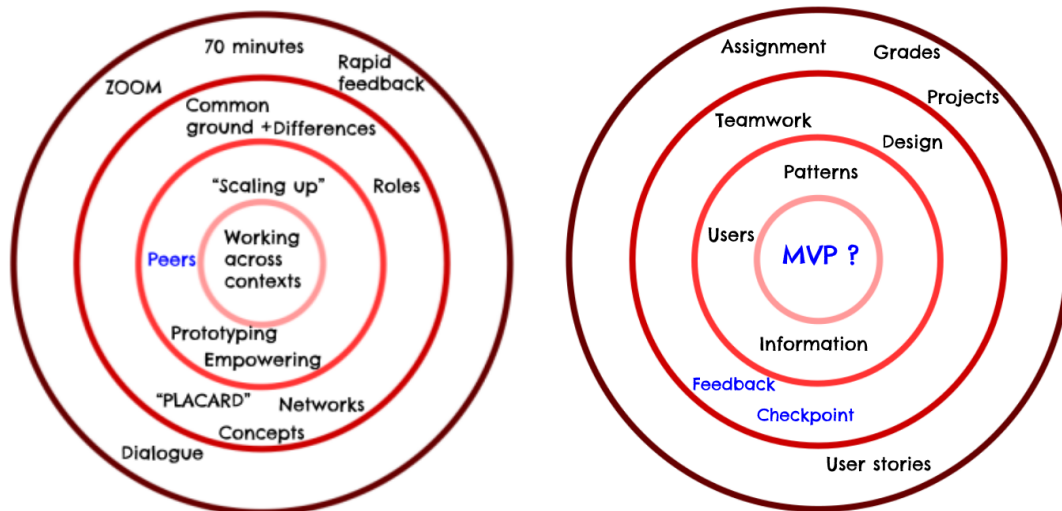 70 minutes
ZOOM
Rapid
feedback
Common
ground +Differences
"Scaling up"
Roles
Peers
Working
across
contexts
Prototyping
Empowering
"PLACARD"
Networks
Concepts
Dialogue
Assignment
Grades
Projects
Teamwork
Design
Patterns
Users
MVP ?
Information
Feedback
Checkpoint
User stories